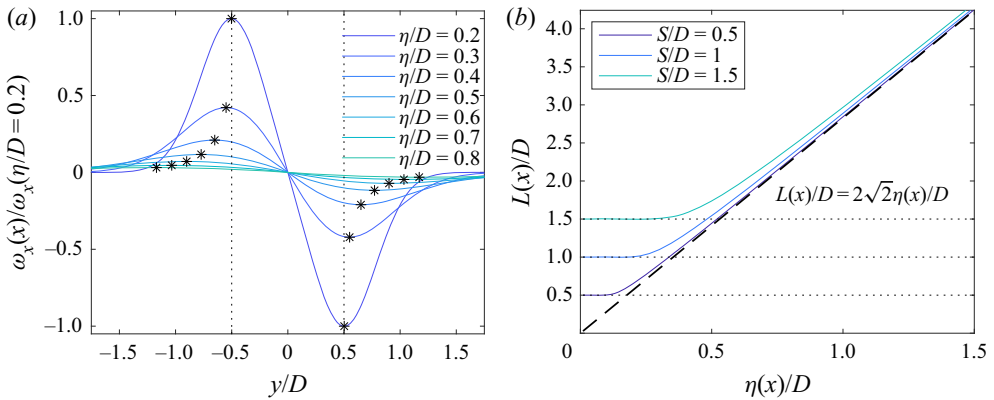 (a)
1.0
0.5
0
−0.5
−1.0
ω_x(x)/ω_x(η/D = 0.2)
η/D = 0.2
η/D = 0.3
η/D = 0.4
η/D = 0.5
η/D = 0.6
η/D = 0.7
η/D = 0.8
−1.5 −1.0 −0.5 0 0.5 1.0 1.5
y/D
(b)
4.0
3.5
3.0
2.5
2.0
1.5
1.0
0.5
L(x)/D
S/D = 0.5
S/D = 1
S/D = 1.5
L(x)/D = 2√2η(x)/D
0 0.5 1.0 1.5
η(x)/D